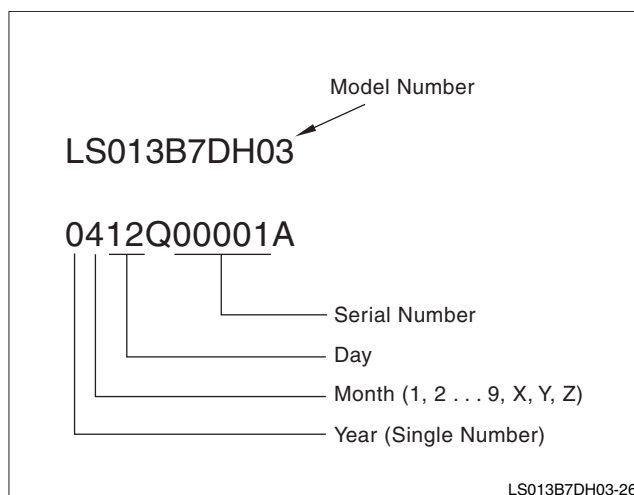 Model Number
LS013B7DH03
0412Q00001A
Serial Number
Day
Month (1, 2 . . . 9, X, Y, Z)
Year (Single Number)
LS013B7DH03-26